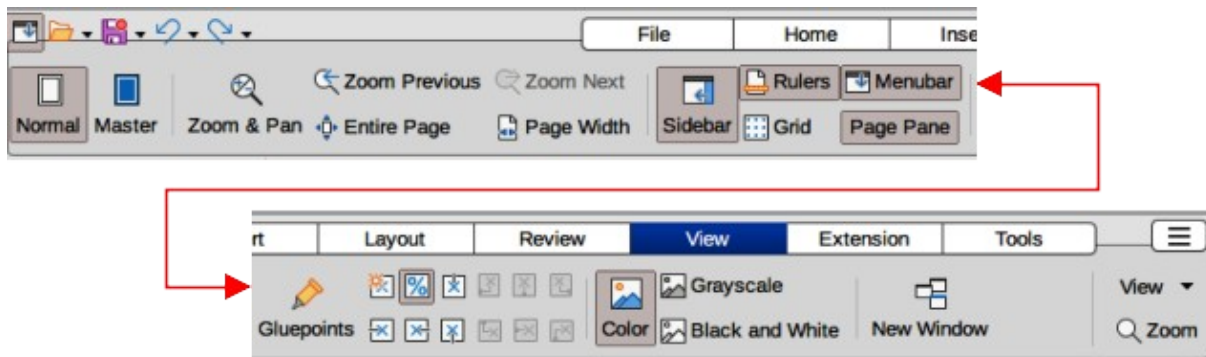 File Home Inse
Zoom Previous Zoom Next Rulers Menubar
Normal Master Zoom & Pan Entire Page Page Width Sidebar Grid Page Pane
rt Layout Review View Extension Tools
% Grayscale View
Gluepoints Color Black and White New Window Zoom